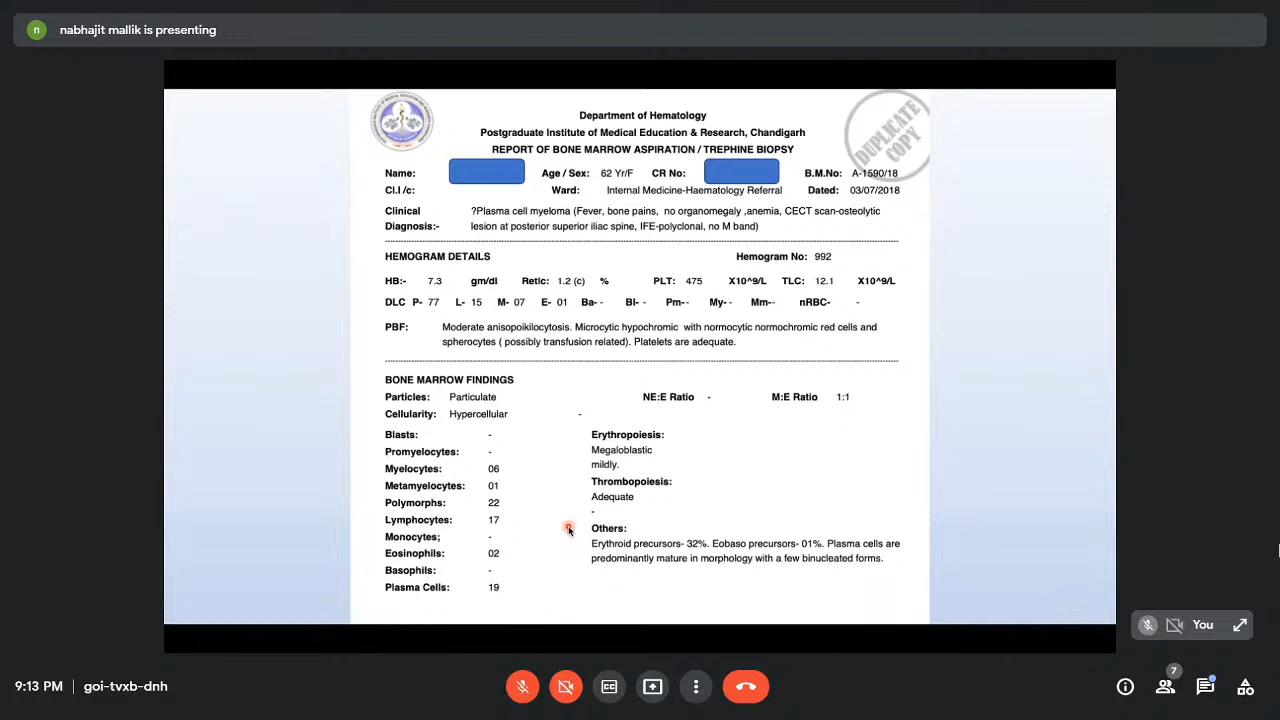 n nabhajit mallik is presenting
Department of Hematology
Postgraduate Institute of Medical Education & Research, Chandigarh
REPORT OF BONE MARROW ASPIRATION / TREPHINE BIOPSY
DUPLICATE COPY
Name: Age / Sex: 62 Yr/F CR No: B.M.No: A-1590/18
Cl.I /c: Ward: Internal Medicine-Haematology Referral Dated: 03/07/2018
Clinical ?Plasma cell myeloma (Fever, bone pains, no organomegaly ,anemia, CECT scan-osteolytic
Diagnosis:- lesion at posterior superior iliac spine, IFE-polyclonal, no M band)
HEMOGRAM DETAILS Hemogram No: 992
HB:- 7.3 gm/dl Retic: 1.2 (c) % PLT: 475 X10^9/L TLC: 12.1 X10^9/L
DLC P- 77 L- 15 M- 07 E- 01 Ba- - Bl- - Pm-- My- - Mm-- nRBC- -
PBF: Moderate anisopoikilocytosis. Microcytic hypochromic with normocytic normochromic red cells and
spherocytes ( possibly transfusion related). Platelets are adequate.
BONE MARROW FINDINGS
Particles: Particulate NE:E Ratio - M:E Ratio 1:1
Cellularity: Hypercellular -
Blasts: -
Promyelocytes: -
Myelocytes: 06
Metamyelocytes: 01
Polymorphs: 22
Lymphocytes: 17
Monocytes; -
Eosinophils: 02
Basophils: -
Plasma Cells: 19
Erythropoiesis:
Megaloblastic
mildly.
Thrombopoiesis:
Adequate
-
Others:
Erythroid precursors- 32%. Eobaso precursors- 01%. Plasma cells are
predominantly mature in morphology with a few binucleated forms.
You
9:13 PM | goi-tvxb-dnh
7